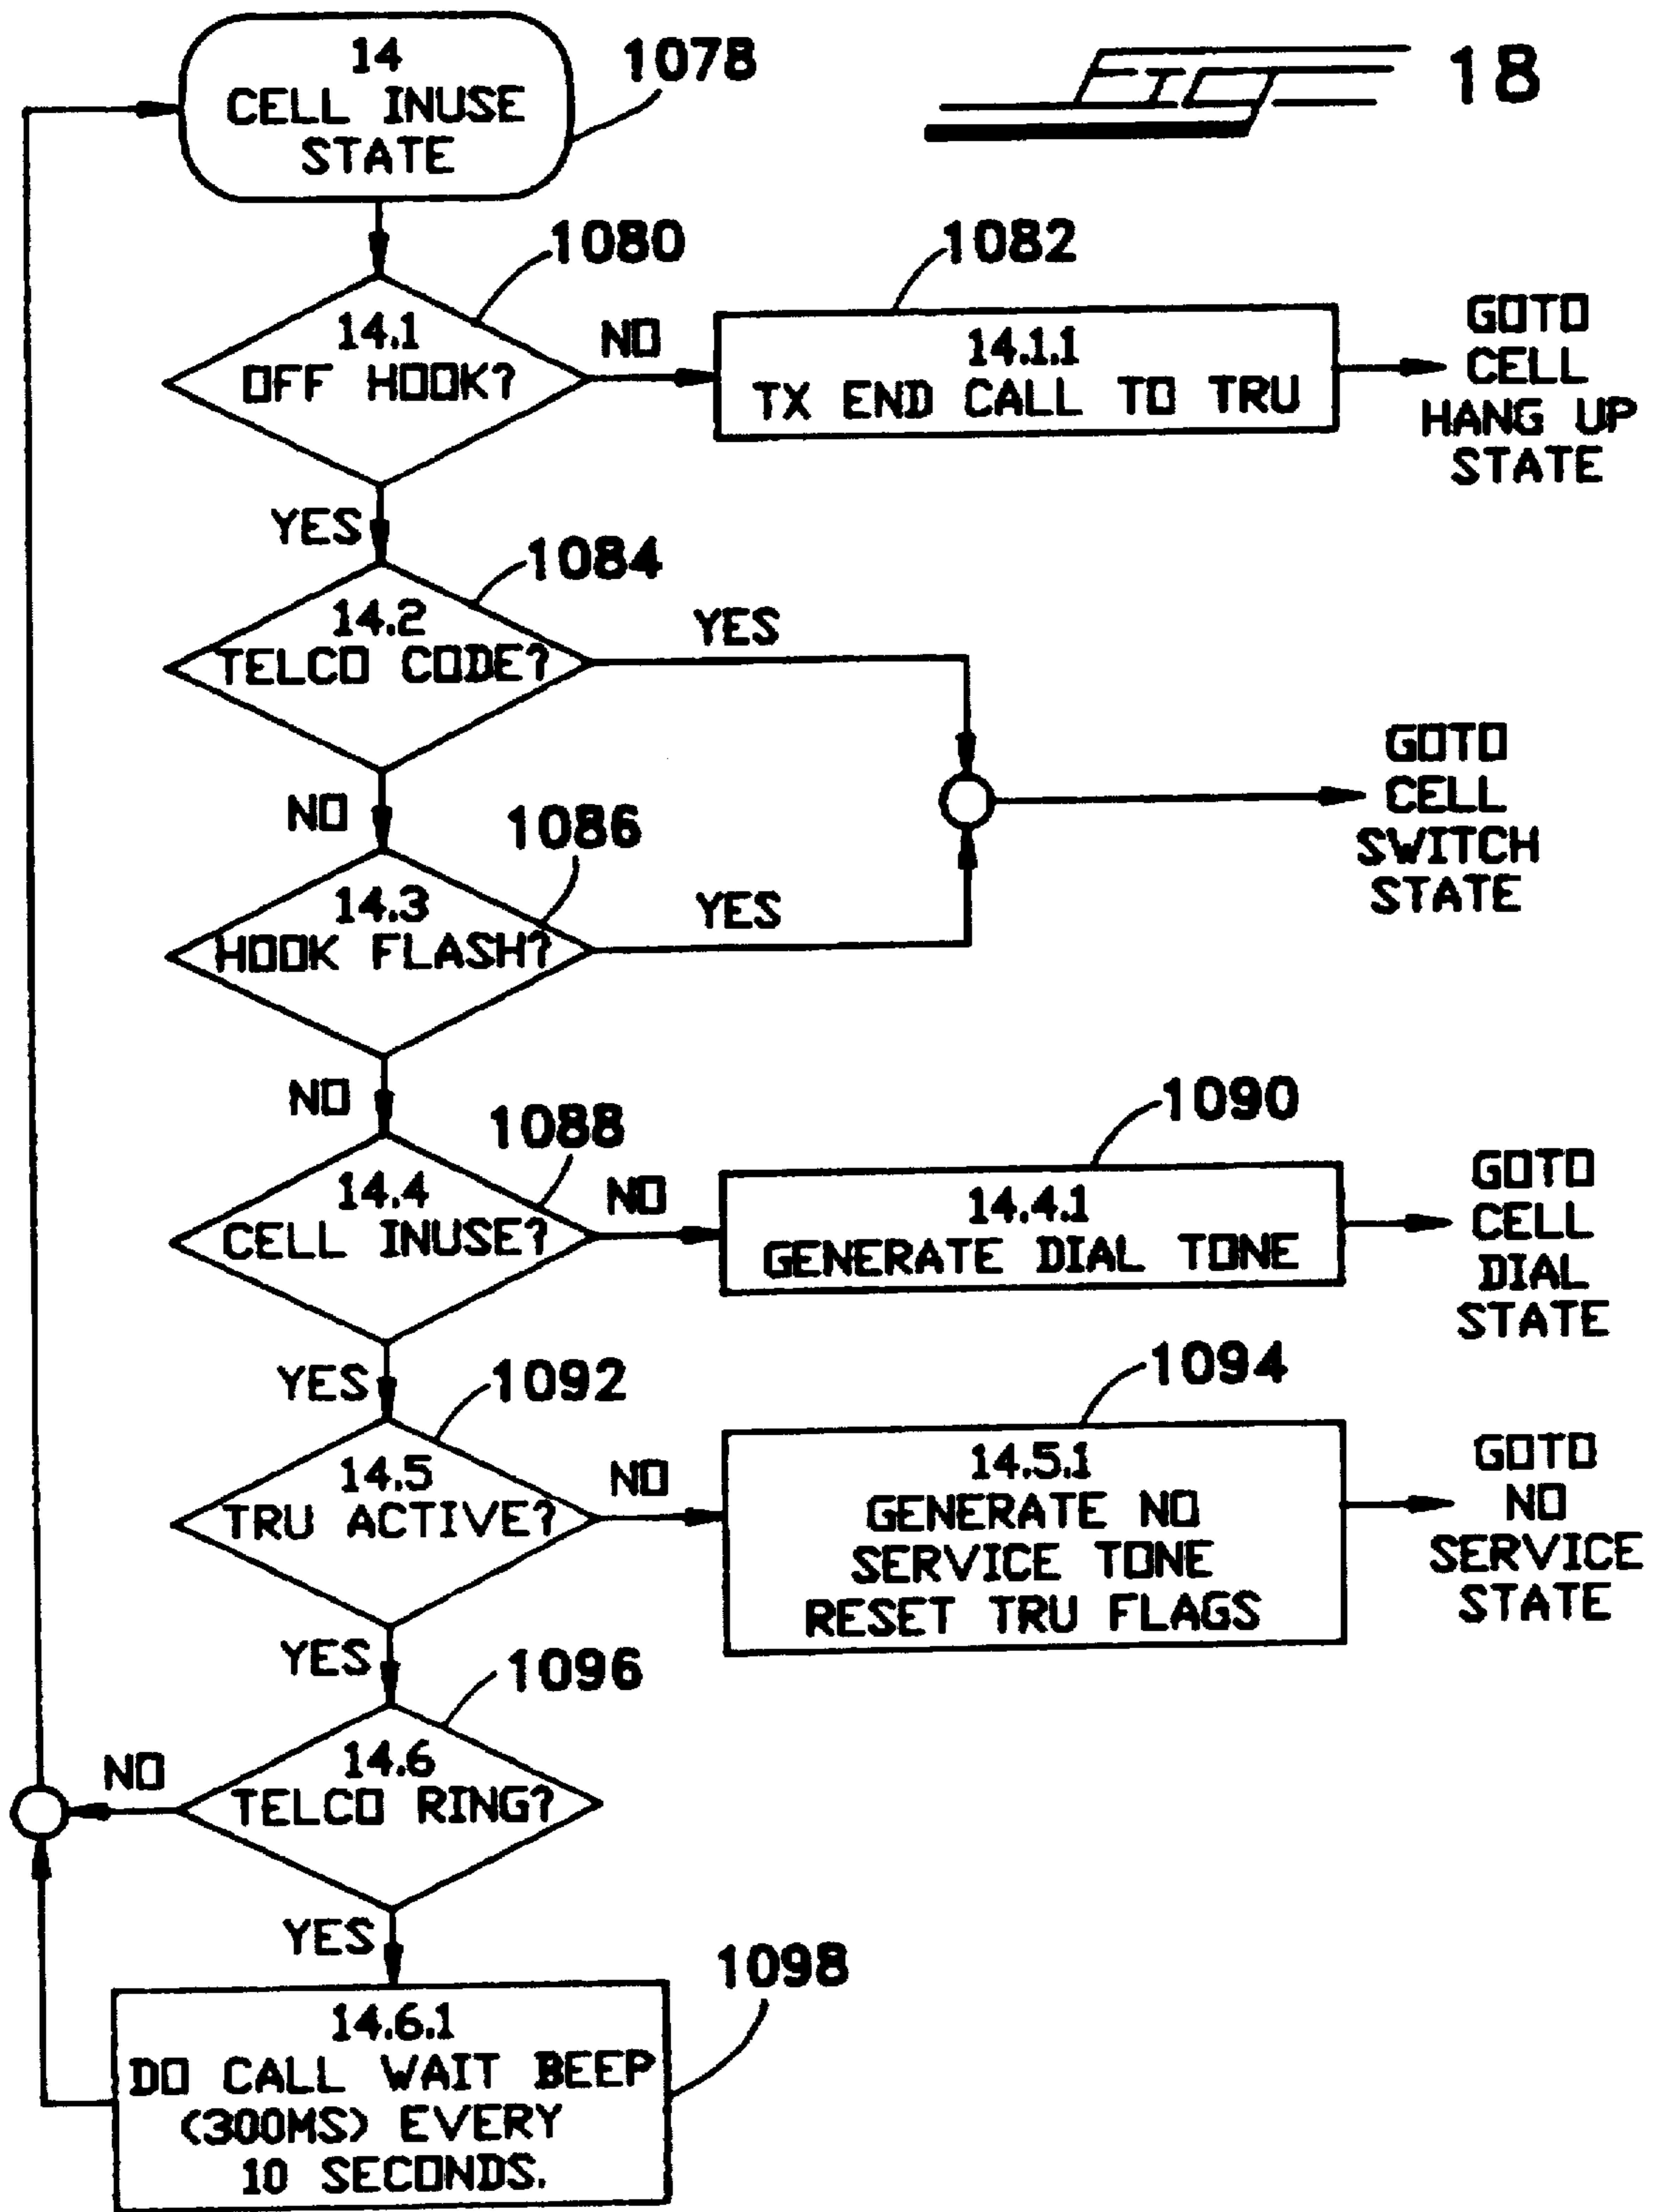 FIG 18
14
CELL INUSE
STATE
1078
1080
14.1
OFF HOOK?
NO
1082
14.1.1
TX END CALL TO TRU
GOTO
CELL
HANG UP
STATE
YES
1084
14.2
TELCO CODE?
YES
NO
1086
14.3
HOOK FLASH?
YES
GOTO
CELL
SWITCH
STATE
NO
1088
14.4
CELL INUSE?
NO
1090
14.4.1
GENERATE DIAL TONE
GOTO
CELL
DIAL
STATE
YES
1092
14.5
TRU ACTIVE?
NO
1094
14.5.1
GENERATE NO
SERVICE TONE
RESET TRU FLAGS
GOTO
NO
SERVICE
STATE
YES
1096
14.6
TELCO RING?
NO
YES
1098
14.6.1
DO CALL WAIT BEEP
(300MS) EVERY
10 SECONDS.